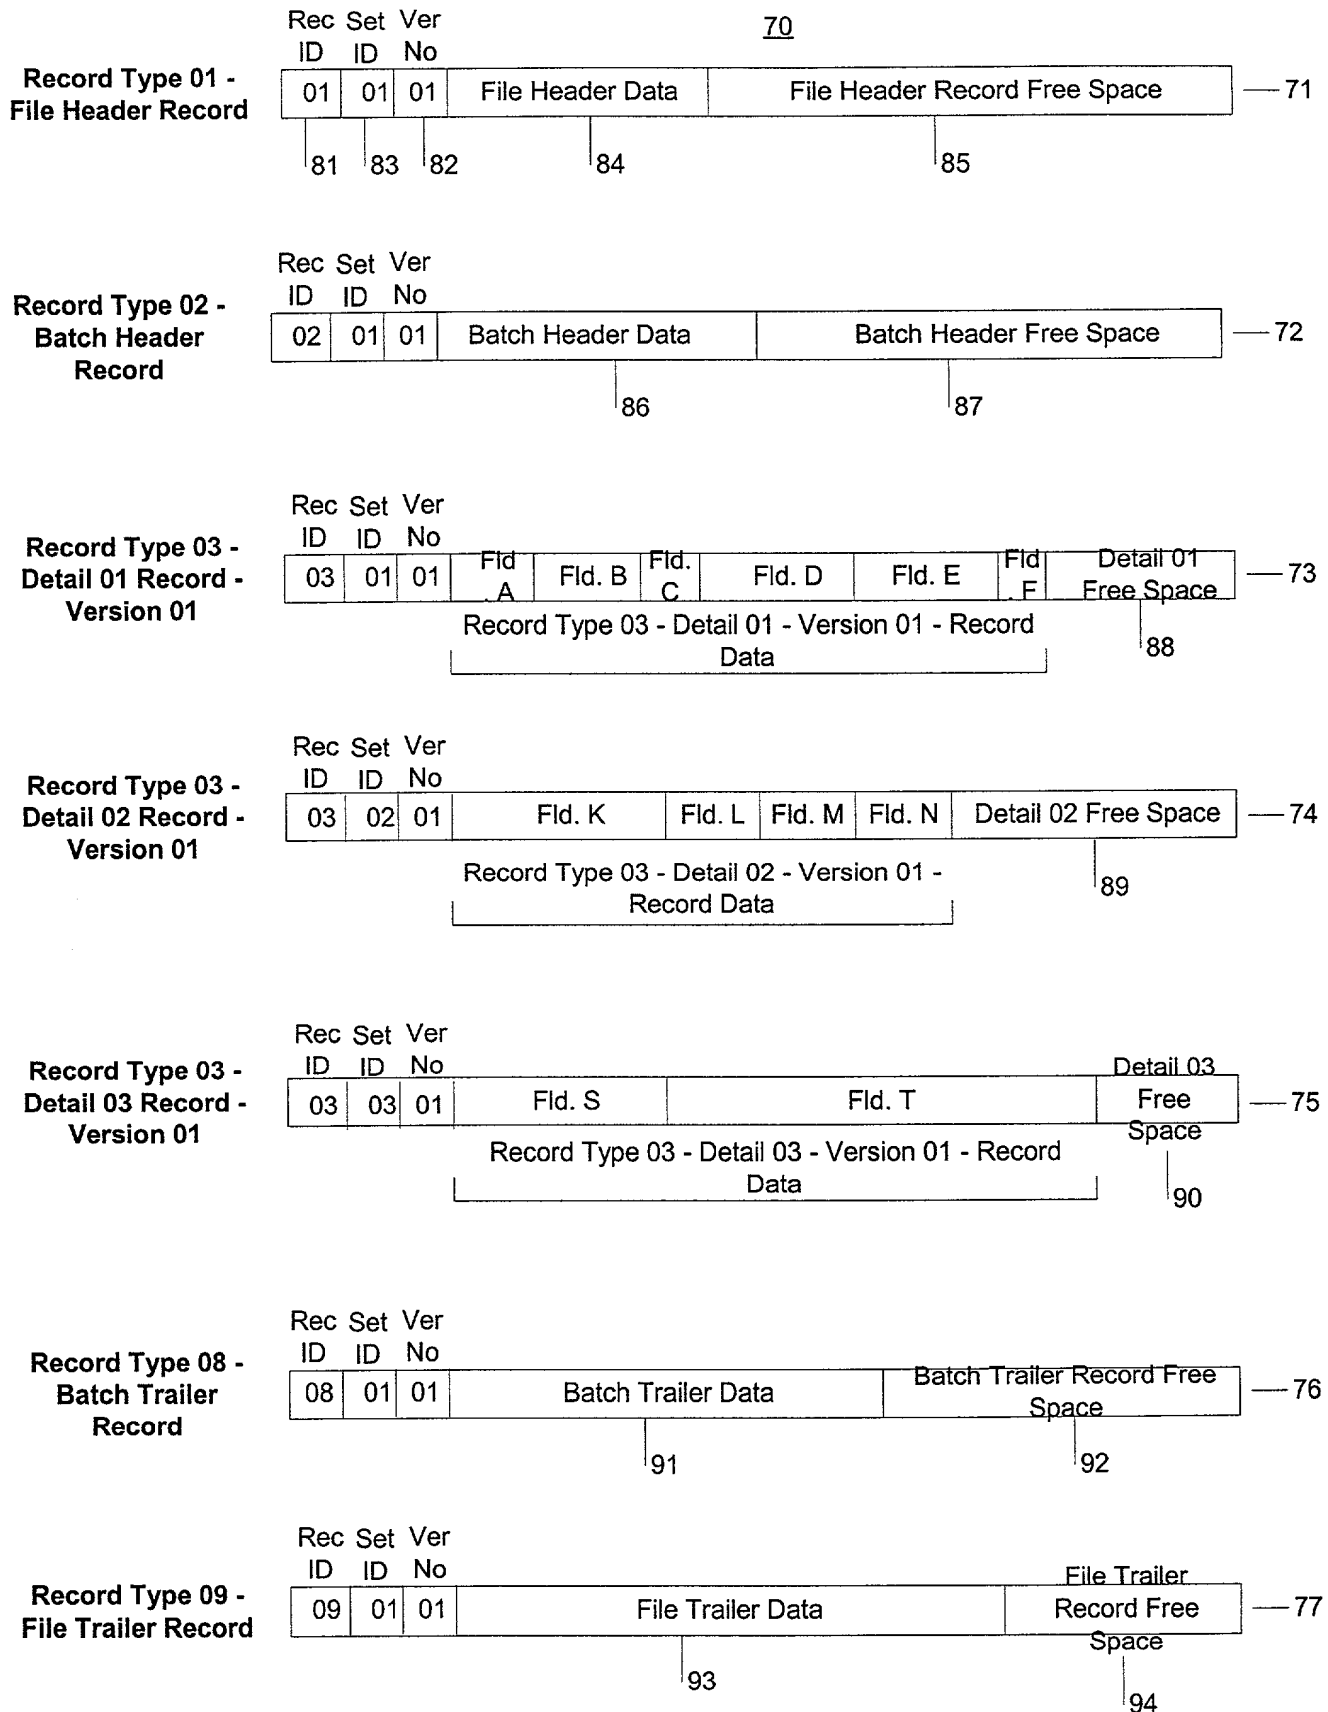 70
Rec Set Ver
ID ID No
Record Type 01 -
File Header Record
01 01 01 File Header Data File Header Record Free Space 71
81 83 82 84 85
Rec Set Ver
ID ID No
Record Type 02 -
Batch Header
Record
02 01 01 Batch Header Data Batch Header Free Space 72
86 87
Rec Set Ver
ID ID No
Record Type 03 -
Detail 01 Record -
Version 01
03 01 01 Fld
. A Fld. B Fld.
C Fld. D Fld. E Fld
. F Detail 01
Free Space 73
Record Type 03 - Detail 01 - Version 01 - Record
Data
88
Rec Set Ver
ID ID No
Record Type 03 -
Detail 02 Record -
Version 01
03 02 01 Fld. K Fld. L Fld. M Fld. N Detail 02 Free Space 74
Record Type 03 - Detail 02 - Version 01 -
Record Data
89
Rec Set Ver
ID ID No
Record Type 03 -
Detail 03 Record -
Version 01
03 03 01 Fld. S Fld. T Detail 03
Free
Space 75
Record Type 03 - Detail 03 - Version 01 - Record
Data
90
Rec Set Ver
ID ID No
Record Type 08 -
Batch Trailer
Record
08 01 01 Batch Trailer Data Batch Trailer Record Free
Space 76
91 92
Rec Set Ver
ID ID No
Record Type 09 -
File Trailer Record
09 01 01 File Trailer Data File Trailer
Record Free
Space 77
93 94